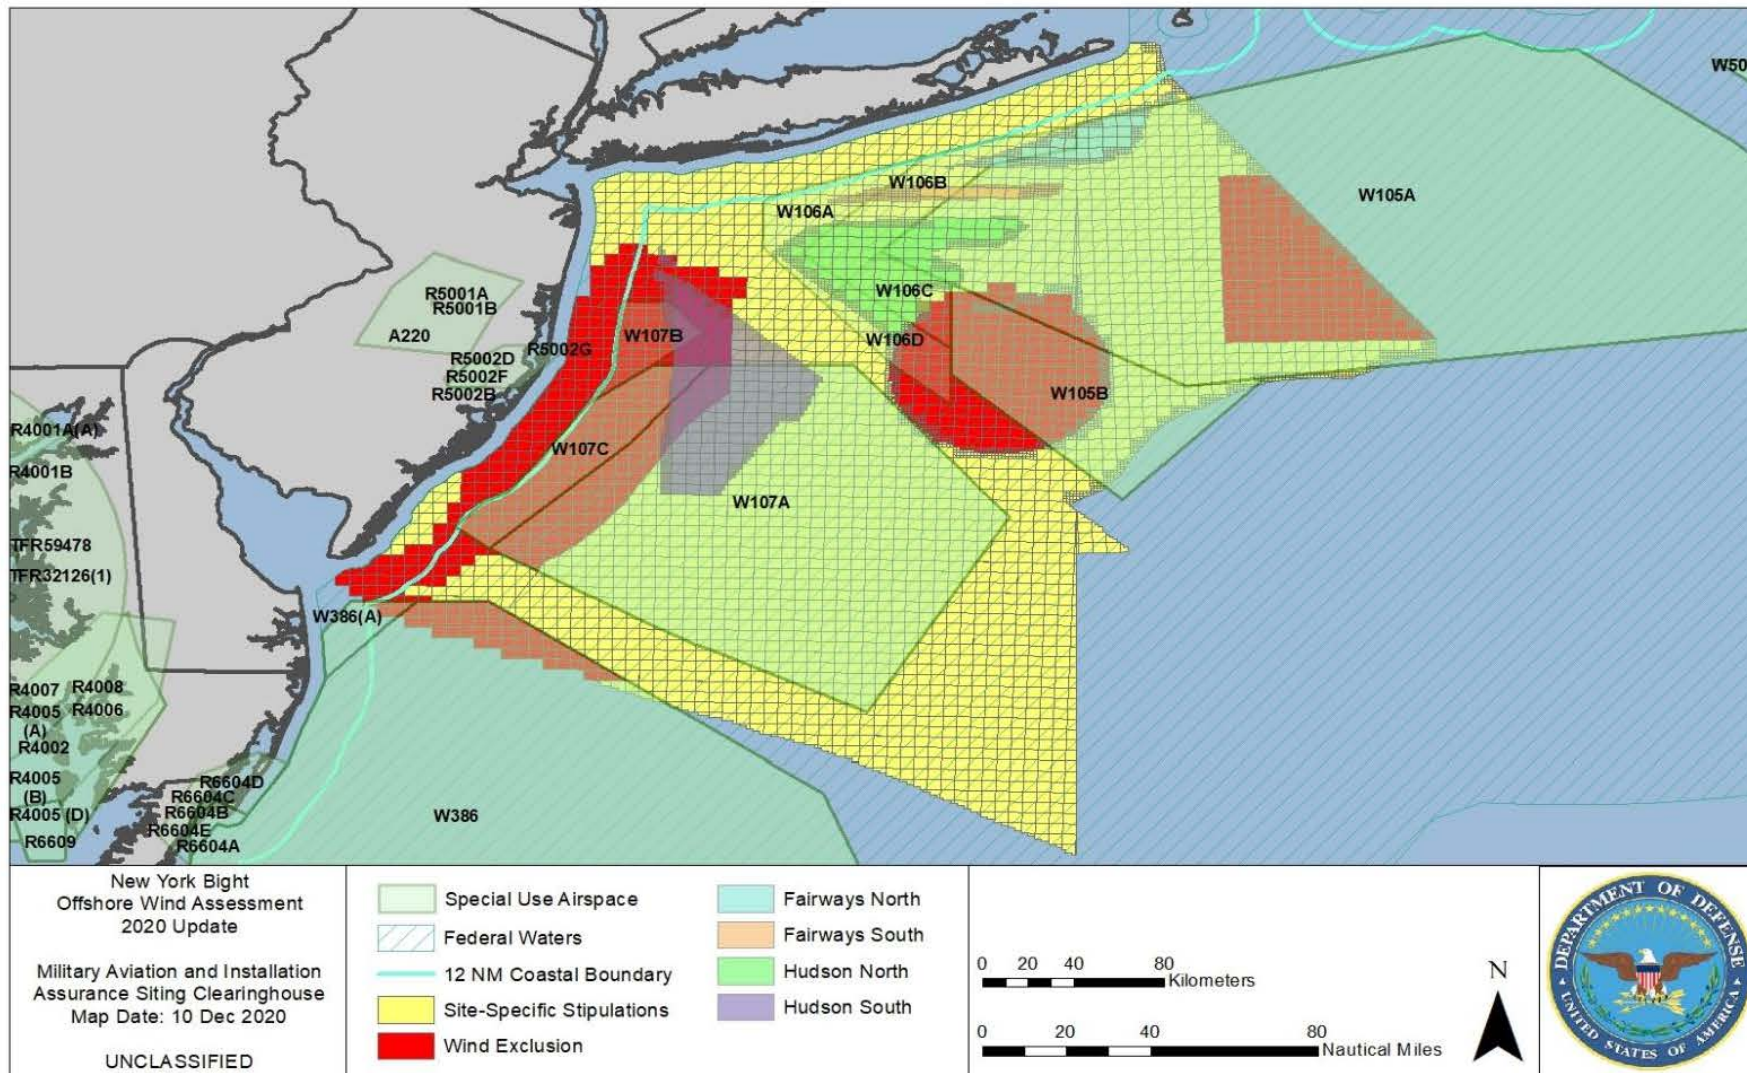 W50
W105A
W106B
W106A
W106C
W106D
W105B
R5001A
R5001B
A220
R5002D
R5002F
R5002B
R5002G
W107B
W107C
W107A
R4001A(A)
R4001B
TFR59478
TFR32126(1)
W386(A)
R4007
R4008
R4005
(A)
R4006
R4002
R4005
(B)
R4005 (D)
R6609
R6604D
R6604C
R6604B
R6604E
R6604A
W386
New York Bight
Offshore Wind Assessment
2020 Update
Military Aviation and Installation
Assurance Siting Clearinghouse
Map Date: 10 Dec 2020
UNCLASSIFIED
Special Use Airspace
Federal Waters
12 NM Coastal Boundary
Site-Specific Stipulations
Wind Exclusion
Fairways North
Fairways South
Hudson North
Hudson South
0 20 40 80
Kilometers
0 20 40 80
Nautical Miles
N
DEPARTMENT OF DEFENSE
UNITED STATES OF AMERICA